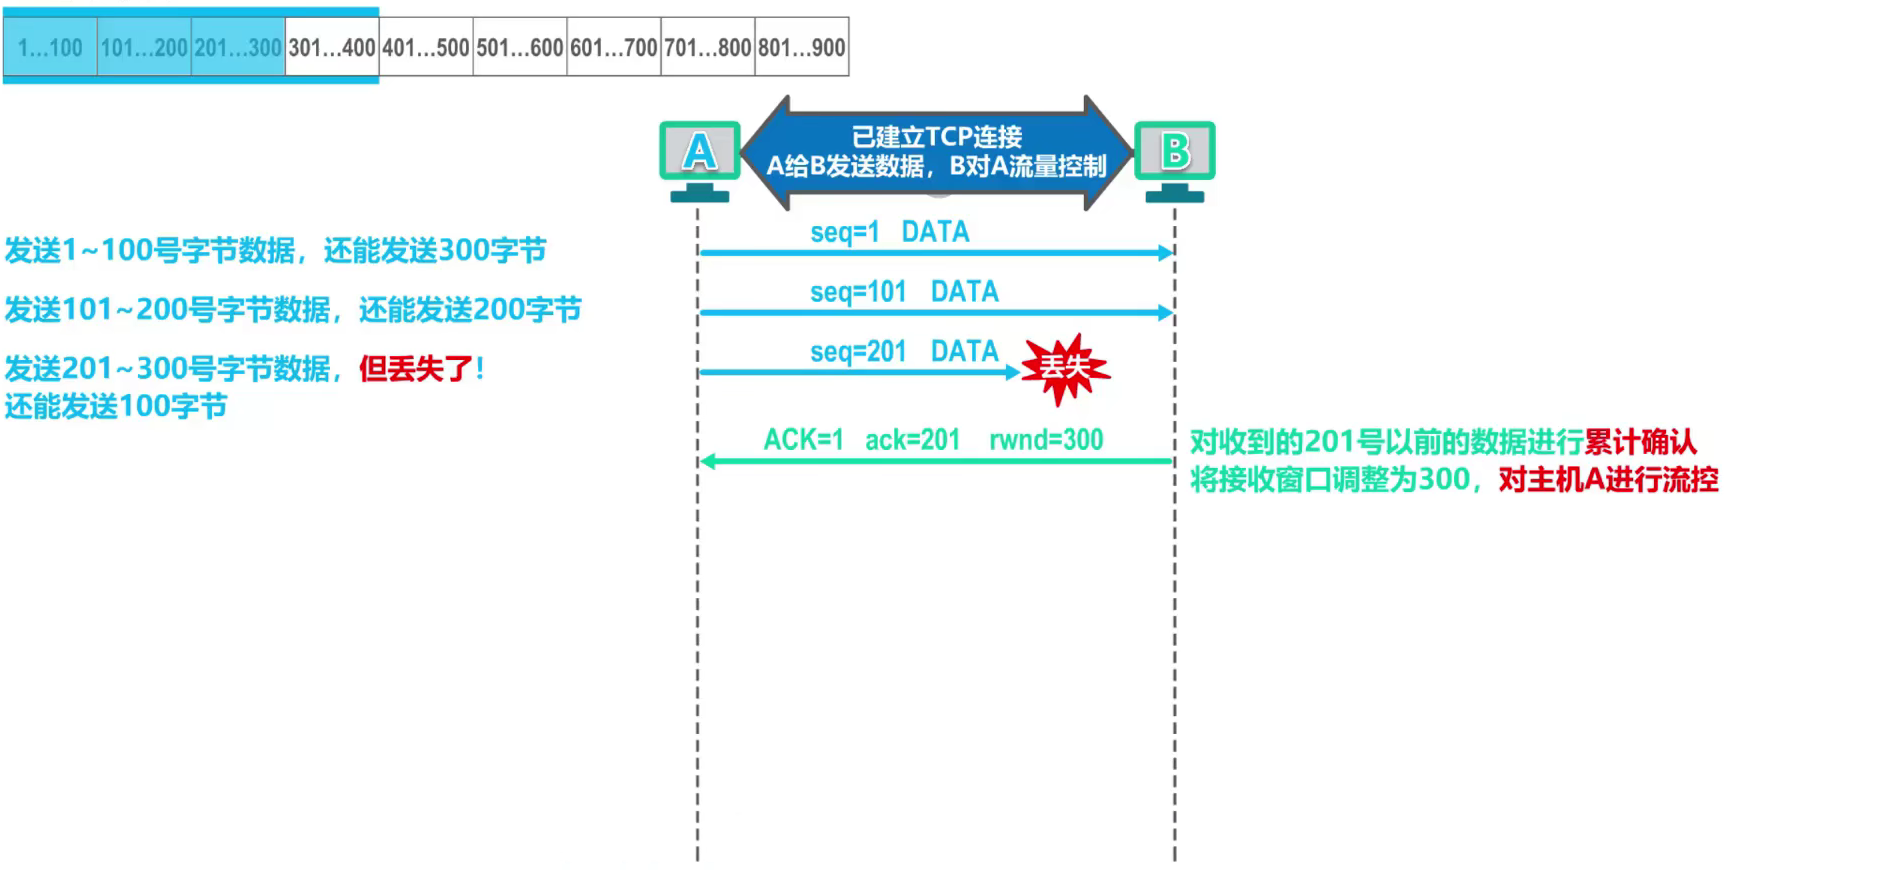 1...100 101...200 201...300 301...400 401...500 501...600 601...700 701...800 801...900
A
已建立TCP连接
A给B发送数据，B对A流量控制
B
发送1~100号字节数据，还能发送300字节
seq=1 DATA
发送101~200号字节数据，还能发送200字节
seq=101 DATA
发送201~300号字节数据，但丢失了！
还能发送100字节
seq=201 DATA
丢失
ACK=1 ack=201 rwnd=300
对收到的201号以前的数据进行累计确认
将接收窗口调整为300，对主机A进行流控